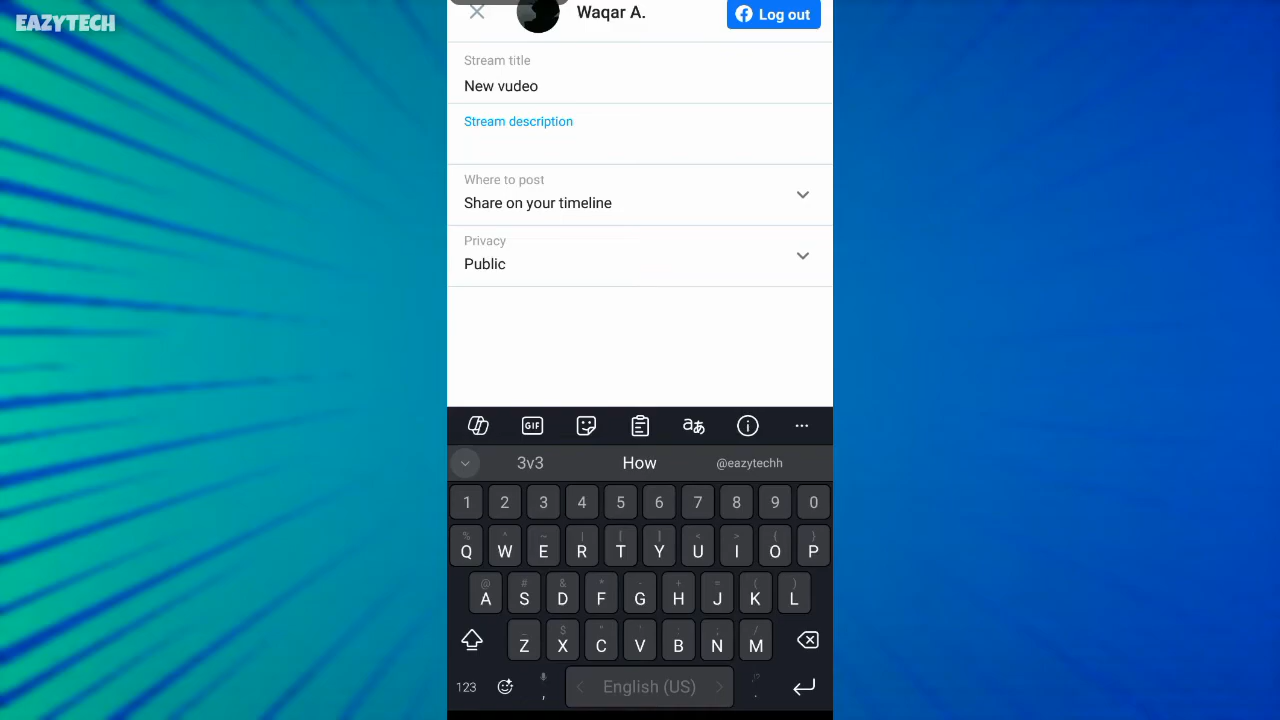 EAZYTECH
Waqar A.
Log out
Stream title
New vudeo
Stream description
Where to post
Share on your timeline
Privacy
Public
GIF
3v3 How @eazytechh
1 2 3 4 5 6 7 8 9 0
Q W E R T Y U I O P
A S D F G H J K L
Z X C V B N M
123 , English (US) .